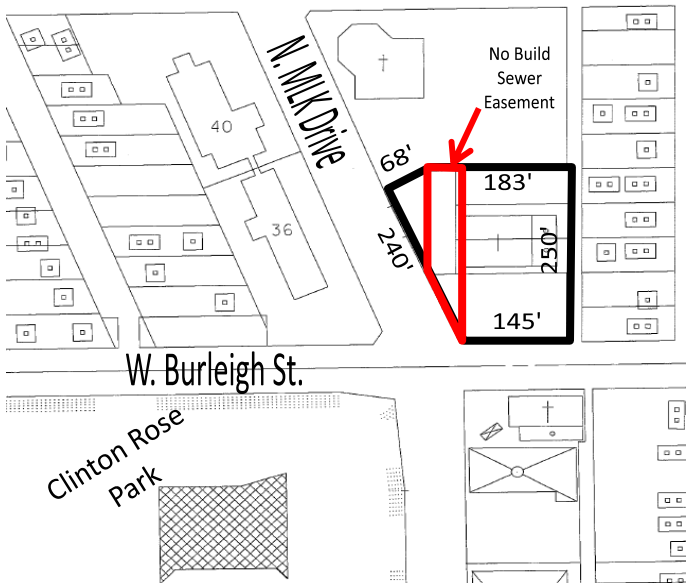 N. MLK Drive
No Build
Sewer
Easement
40
68'
183'
36
240'
250'
145'
W. Burleigh St.
Clinton Rose
Park